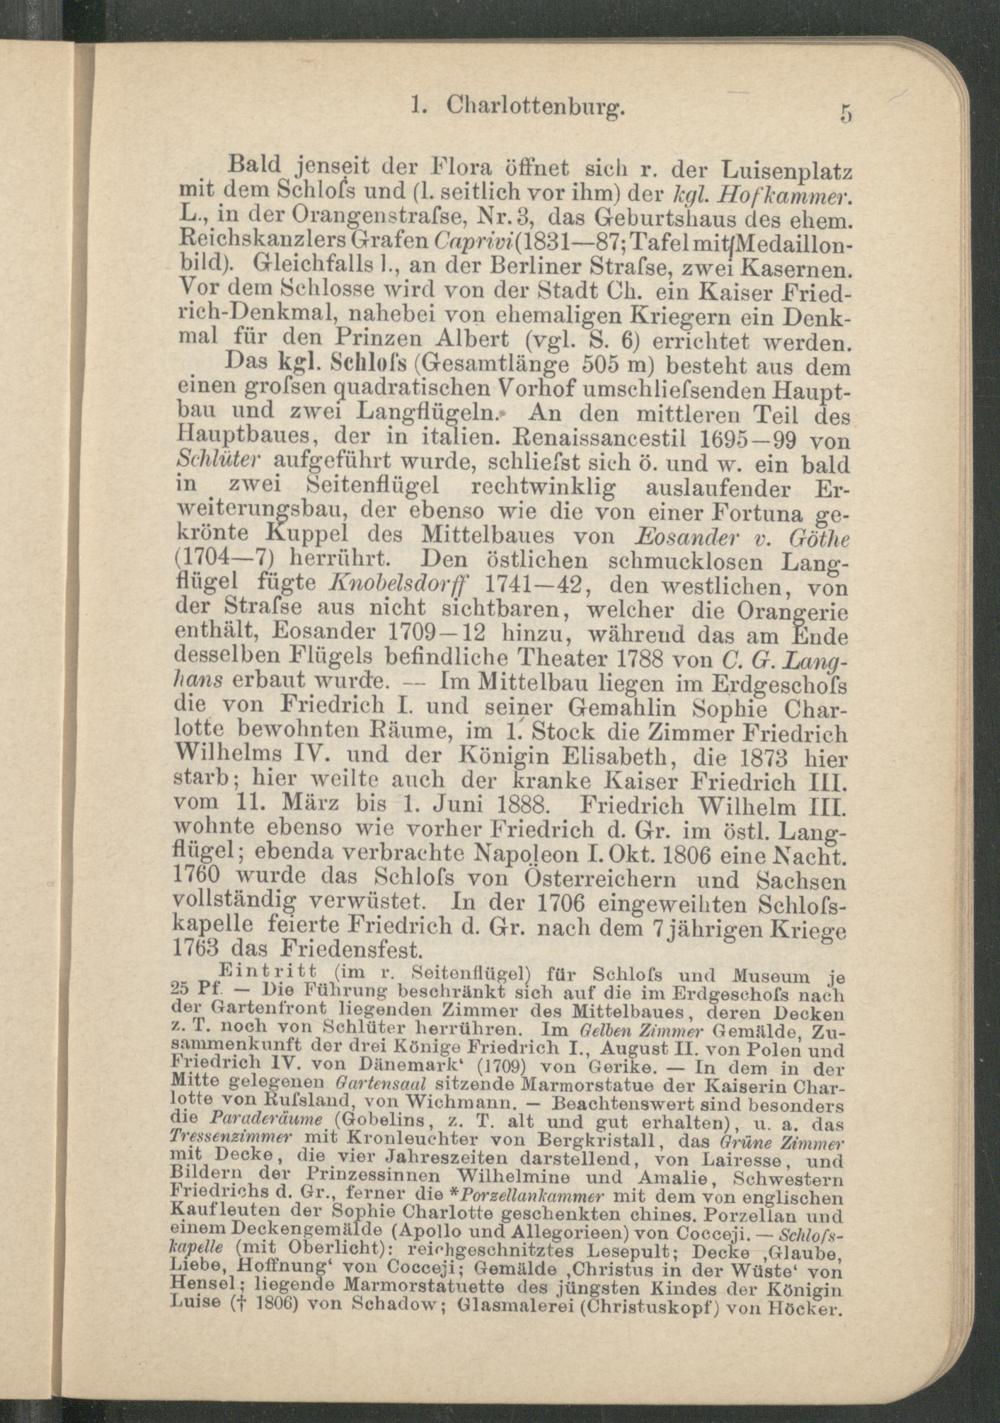 1. Charlottenburg.
5
Bald jenseit der Flora öffnet sich r. der Luisenplatz
mit dem Schloſs und (l. seitlich vor ihm) der kgl. Hofkammer.
L., in der Orangenstraſse, Nr. 3, das Geburtshaus des ehem.
Reichskanzlers Grafen Caprivi (1831—87; Tafel mit Medaillon-
bild). Gleichfalls l., an der Berliner Straſse, zwei Kasernen.
Vor dem Schlosse wird von der Stadt Ch. ein Kaiser Fried-
rich-Denkmal, nahebei von ehemaligen Kriegern ein Denk-
mal für den Prinzen Albert (vgl. S. 6) errichtet werden.
Das kgl. Schloſs (Gesamtlänge 505 m) besteht aus dem
einen groſsen quadratischen Vorhof umschlieſsenden Haupt-
bau und zwei Langflügeln. An den mittleren Teil des
Hauptbaues, der in italien. Renaissancestil 1695—99 von
Schlüter aufgeführt wurde, schlieſst sich ö. und w. ein bald
in zwei Seitenflügel rechtwinklig auslaufender Er-
weiterungsbau, der ebenso wie die von einer Fortuna ge-
krönte Kuppel des Mittelbaues von Eosander v. Göthe
(1704—7) herrührt. Den östlichen schmucklosen Lang-
flügel fügte Knobelsdorff 1741—42, den westlichen, von
der Straſse aus nicht sichtbaren, welcher die Orangerie
enthält, Eosander 1709—12 hinzu, während das am Ende
desselben Flügels befindliche Theater 1788 von C. G. Lang-
hans erbaut wurde. — Im Mittelbau liegen im Erdgeschoſs
die von Friedrich I. und seiner Gemahlin Sophie Char-
lotte bewohnten Räume, im 1. Stock die Zimmer Friedrich
Wilhelms IV. und der Königin Elisabeth, die 1873 hier
starb; hier weilte auch der kranke Kaiser Friedrich III.
vom 11. März bis 1. Juni 1888. Friedrich Wilhelm III.
wohnte ebenso wie vorher Friedrich d. Gr. im östl. Lang-
flügel; ebenda verbrachte Napoleon I. Okt. 1806 eine Nacht.
1760 wurde das Schloſs von Österreichern und Sachsen
vollständig verwüstet. In der 1706 eingeweihten Schloſs-
kapelle feierte Friedrich d. Gr. nach dem 7jährigen Kriege
1763 das Friedensfest.
Eintritt (im r. Seitenflügel) für Schloſs und Museum je
25 Pf. — Die Führung beschränkt sich auf die im Erdgeschoſs nach
der Gartenfront liegenden Zimmer des Mittelbaues, deren Decken
z. T. noch von Schlüter herrühren. Im Gelben Zimmer Gemälde, Zu-
sammenkunft der drei Könige Friedrich I., August II. von Polen und
Friedrich IV. von Dänemark‘ (1709) von Gerike. — In dem in der
Mitte gelegenen Gartensaal sitzende Marmorstatue der Kaiserin Char-
lotte von Ruſsland, von Wichmann. — Beachtenswert sind besonders
die Paraderäume (Gobelins, z. T. alt und gut erhalten), u. a. das
Tressenzimmer mit Kronleuchter von Bergkristall, das Grüne Zimmer
mit Decke, die vier Jahreszeiten darstellend, von Lairesse, und
Bildern der Prinzessinnen Wilhelmine und Amalie, Schwestern
Friedrichs d. Gr., ferner die *Porzellankammer mit dem von englischen
Kaufleuten der Sophie Charlotte geschenkten chines. Porzellan und
einem Deckengemälde (Apollo und Allegorieen) von Cocceji. — Schloſs-
kapelle (mit Oberlicht): reichgeschnitztes Lesepult; Decke ‚Glaube,
Liebe, Hoffnung‘ von Cocceji; Gemälde ‚Christus in der Wüste‘ von
Hensel; liegende Marmorstatuette des jüngsten Kindes der Königin
Luise († 1806) von Schadow; Glasmalerei (Christuskopf) von Höcker.